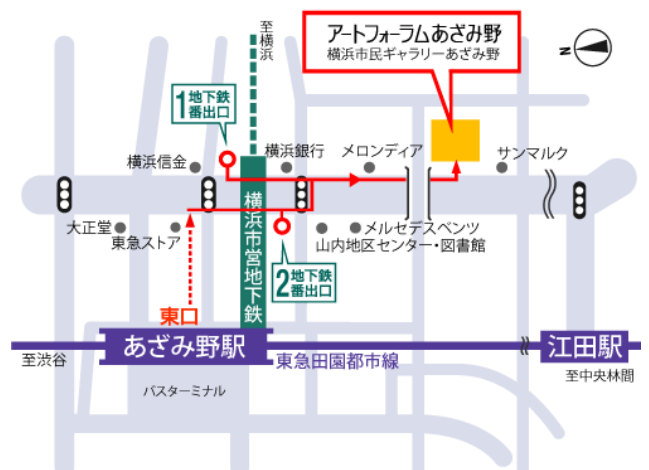 至横浜
アートフォーラムあざみ野
横浜市民ギャラリーあざみ野
N
1地下鉄
番出口
横浜信金
横浜銀行
メロンディア
サンマルク
大正堂
東急ストア
横浜市営地下鉄
メルセデスベンツ
山内地区センター・図書館
2地下鉄
番出口
東口
あざみ野駅
江田駅
至渋谷
東急田園都市線
至中央林間
バスターミナル